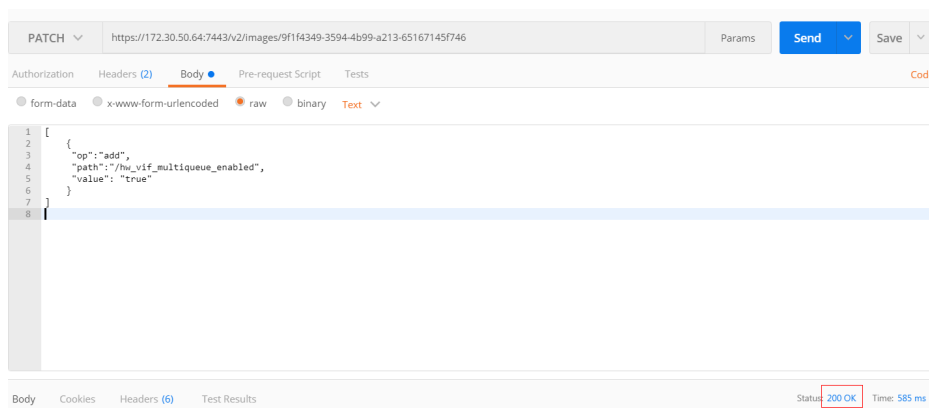 PATCH https://172.30.50.64:7443/v2/images/9f1f4349-3594-4b99-a213-65167145f746 Params Send Save
Authorization Headers (2) Body Pre-request Script Tests Cod
form-data x-www-form-urlencoded raw binary Text
1 [
2 {
3 "op":"add",
4 "path":"/hw_vif_multiqueue_enabled",
5 "value": "true"
6 }
7 ]
8
Body Cookies Headers (6) Test Results Status 200 OK Time: 585 ms